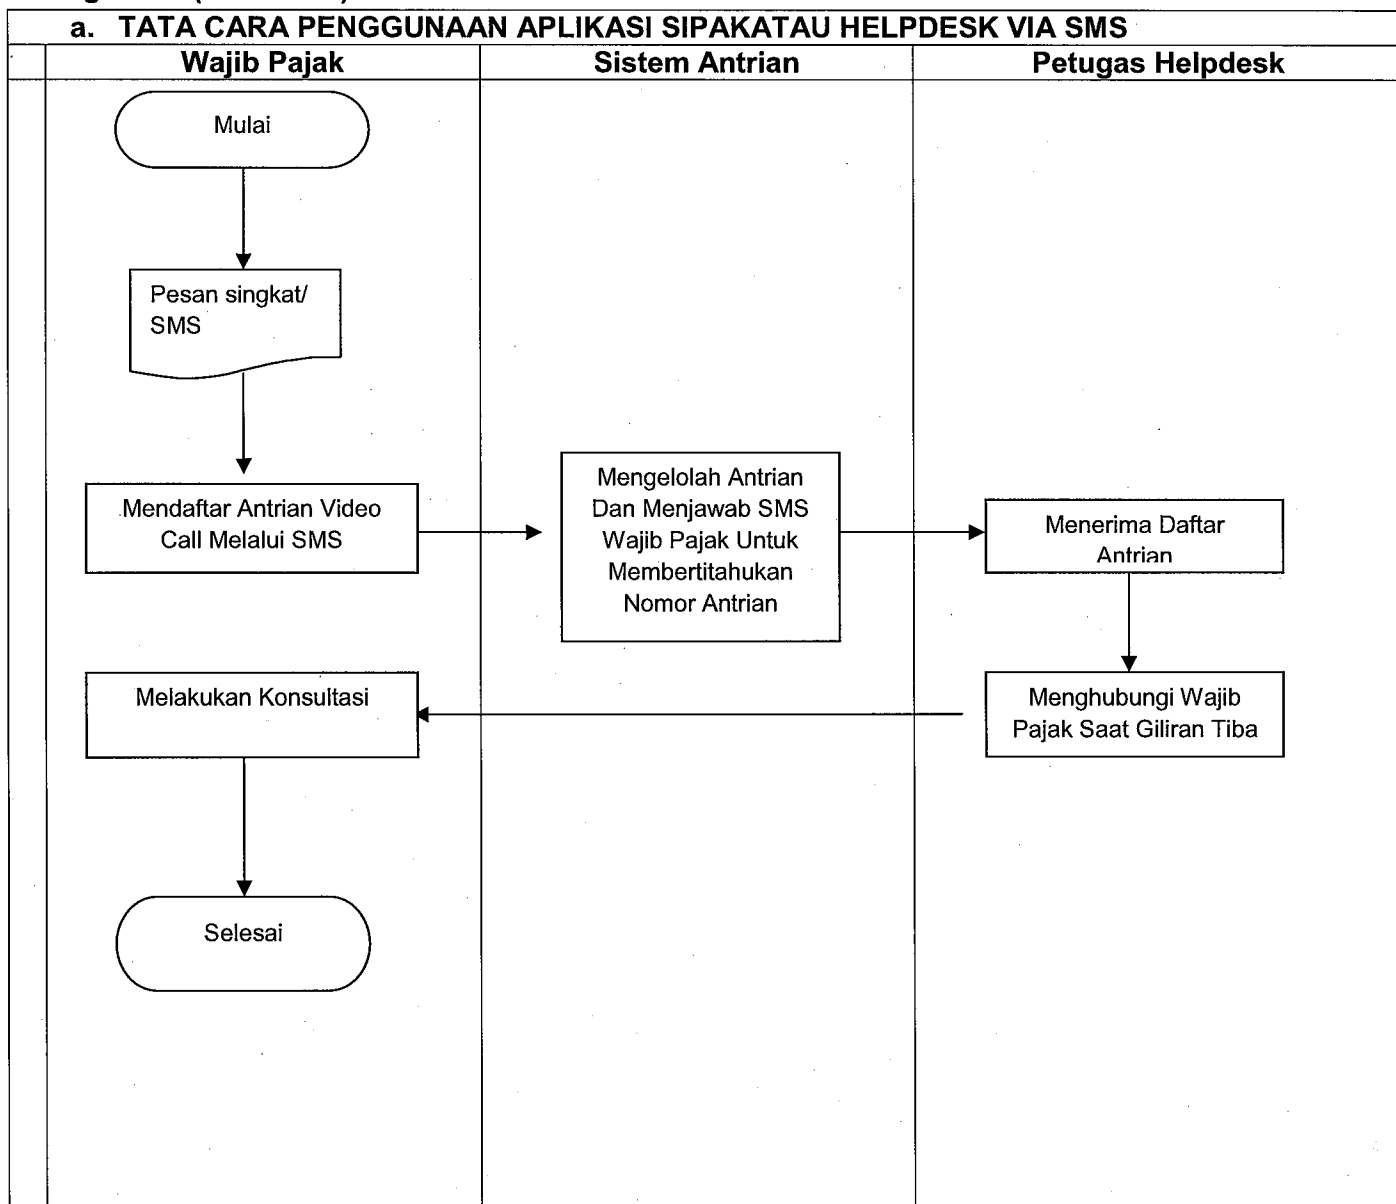 a. TATA CARA PENGGUNAAN APLIKASI SIPAKATAU HELPDESK VIA SMS
Wajib Pajak
Sistem Antrian
Petugas Helpdesk
Mulai
Pesan singkat/
SMS
Mendaftar Antrian Video
Call Melalui SMS
Mengelolah Antrian
Dan Menjawab SMS
Wajib Pajak Untuk
Membertitahukan
Nomor Antrian
Menerima Daftar
Antrian
Menghubungi Wajib
Pajak Saat Giliran Tiba
Melakukan Konsultasi
Selesai